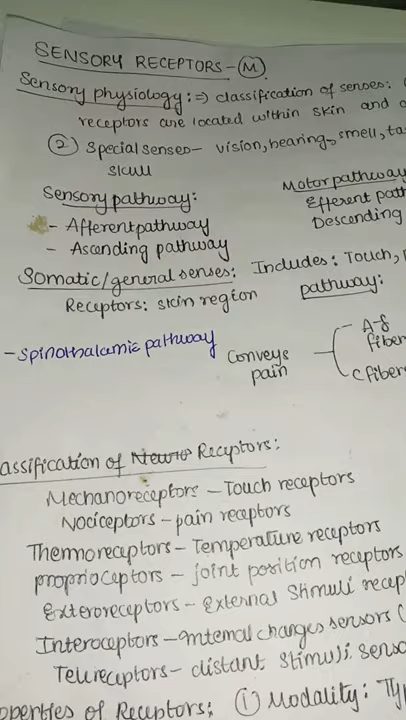 SENSORY RECEPTORS - (M)
Sensory physiology: => classification of senses:
receptors are located within skin and
(2) Special senses - vision, hearing, smell, ta
skull
Sensory pathway:
Motor pathway
- Afferent pathway
Efferent pat
- Ascending pathway
Descending
Somatic/general senses: Includes: Touch,
Receptors: skin region
pathway:
- Spinothalamic pathway
Conveys pain
- A-δ fiber
C fiber
assification of Receptors:
Mechanoreceptors - Touch receptors
Nociceptors - pain receptors
Thermoreceptors - Temperature receptors
proprioceptors - joint position receptors
Exteroreceptors - External Stimuli recep
Interoceptors - internal changes sensors (
Telereceptors - distant Stimuli senso
operties of Receptors: (1) Modality: Ty